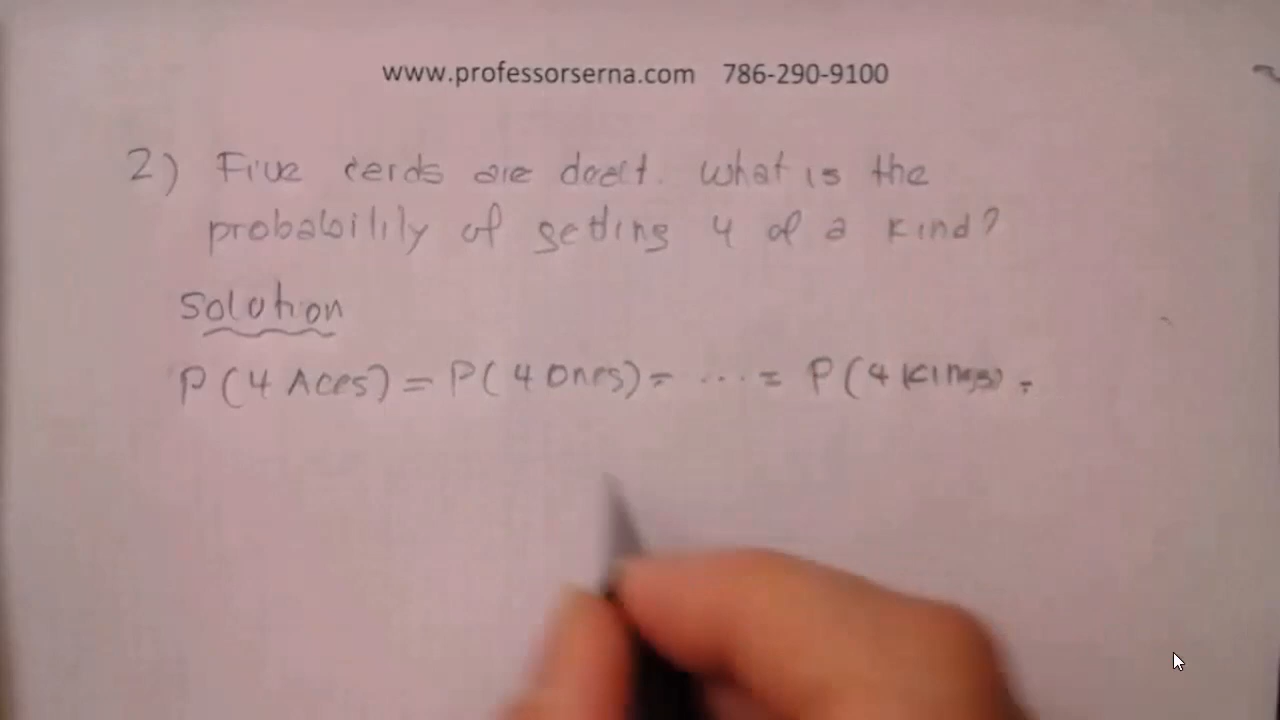 www.professorserna.com 786-290-9100
2) Five cards are dealt. What is the
probability of getting 4 of a kind?
Solution
P(4 Aces) = P(4 Ones) = ... = P(4 Kings) =